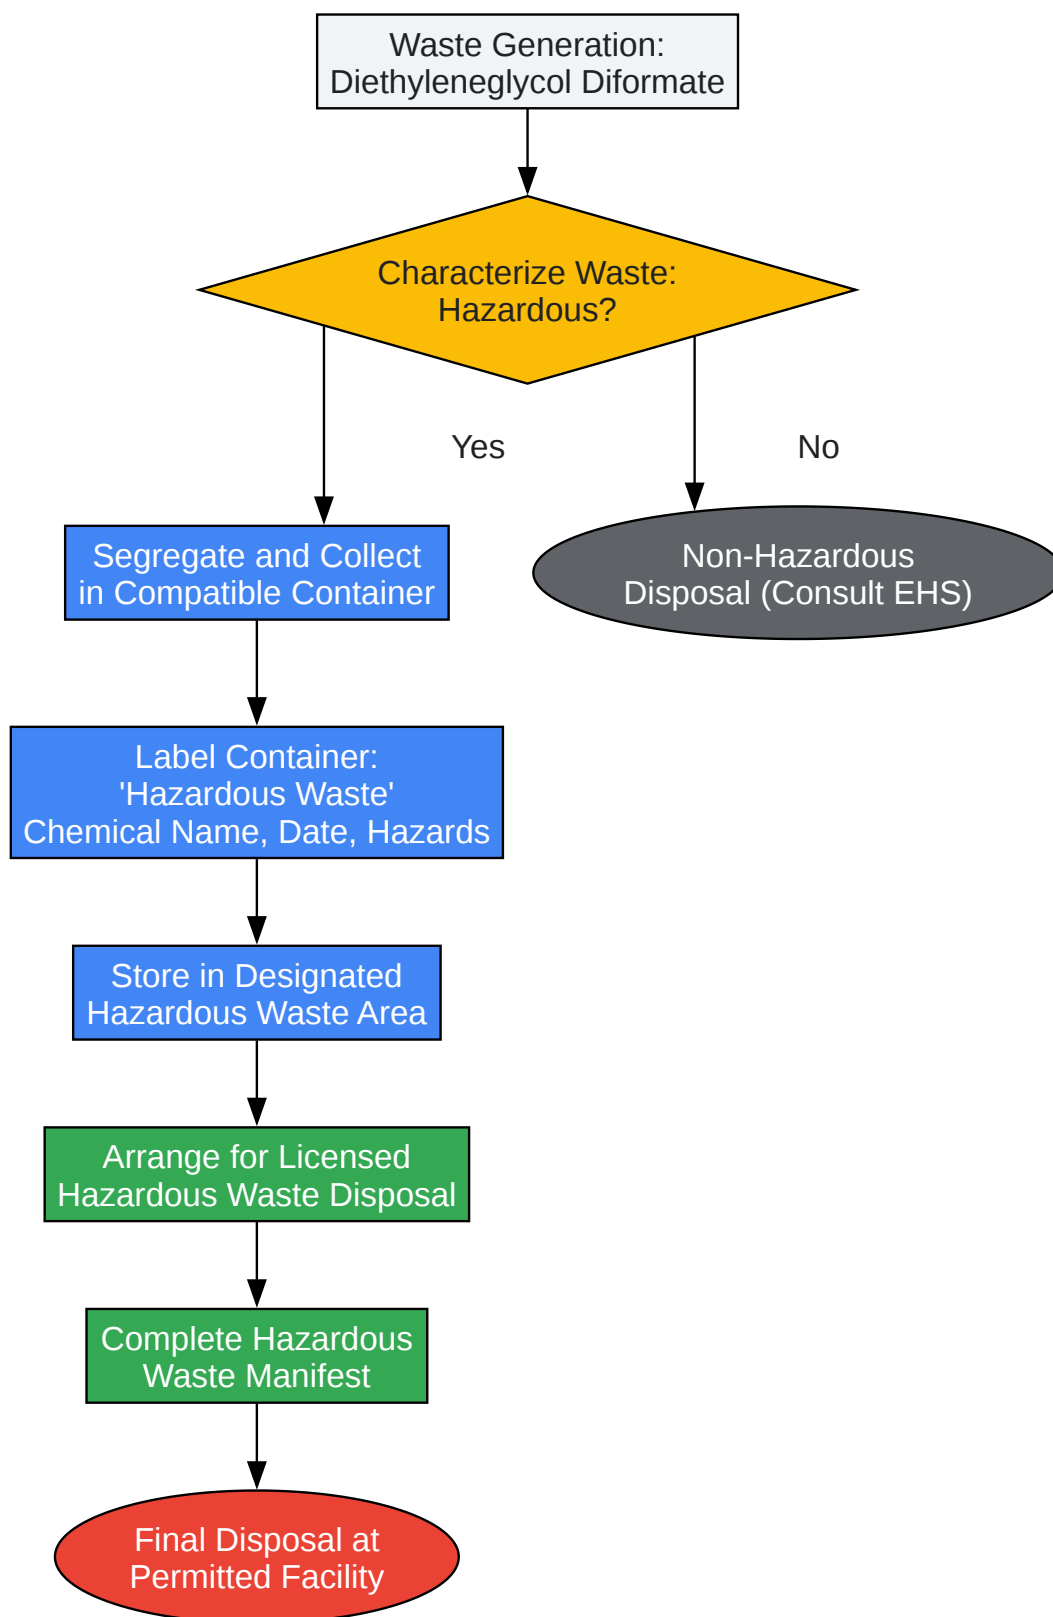 Waste Generation:
Diethyleneglycol Diformate
Characterize Waste:
Hazardous?
Yes
No
Segregate and Collect
in Compatible Container
Non-Hazardous
Disposal (Consult EHS)
Label Container:
'Hazardous Waste'
Chemical Name, Date, Hazards
Store in Designated
Hazardous Waste Area
Arrange for Licensed
Hazardous Waste Disposal
Complete Hazardous
Waste Manifest
Final Disposal at
Permitted Facility